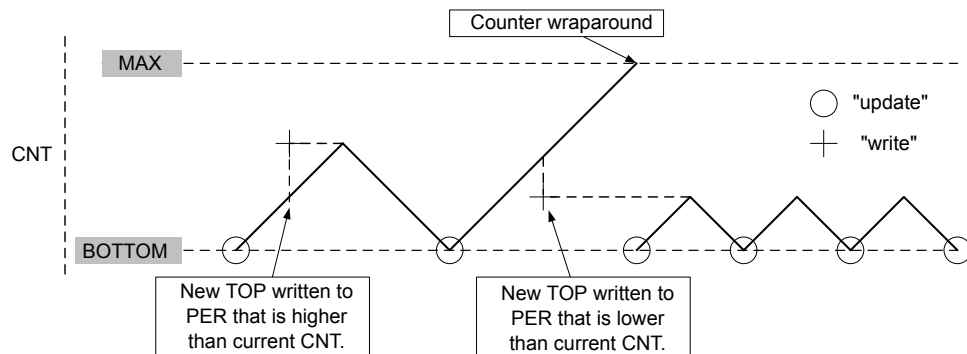 Counter wraparound
MAX
"update"
"write"
CNT
BOTTOM
New TOP written to
PER that is higher
than current CNT.
New TOP written to
PER that is lower
than current CNT.